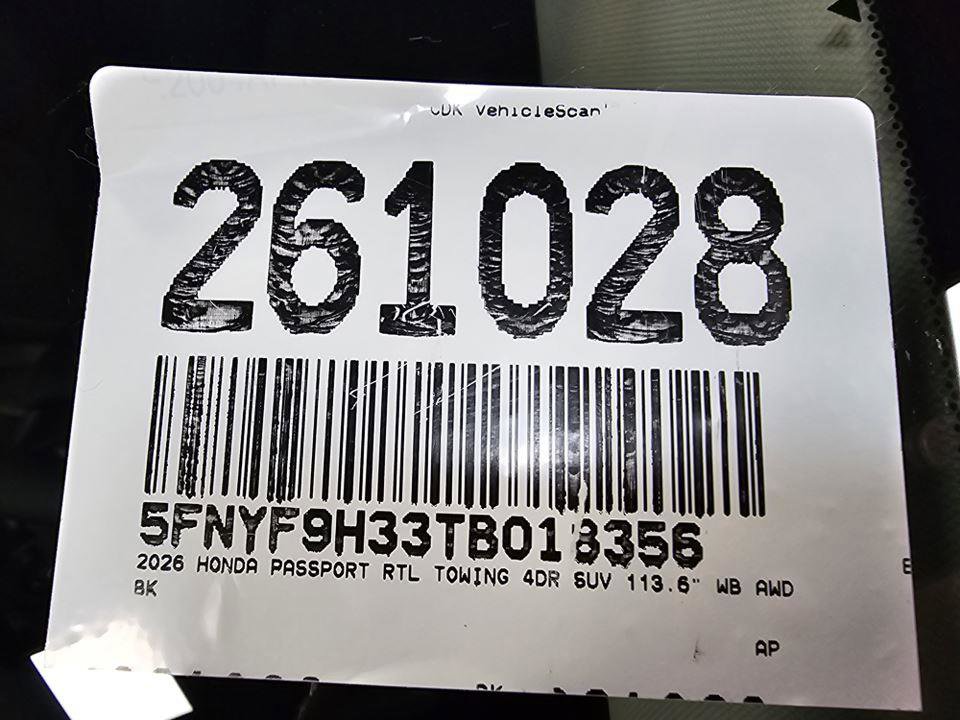 CDK VehicleScan
261028
5FNYF9H33TB018356
2026 HONDA PASSPORT RTL TOWING 4DR SUV 113.6" WB AWD
BK
AP